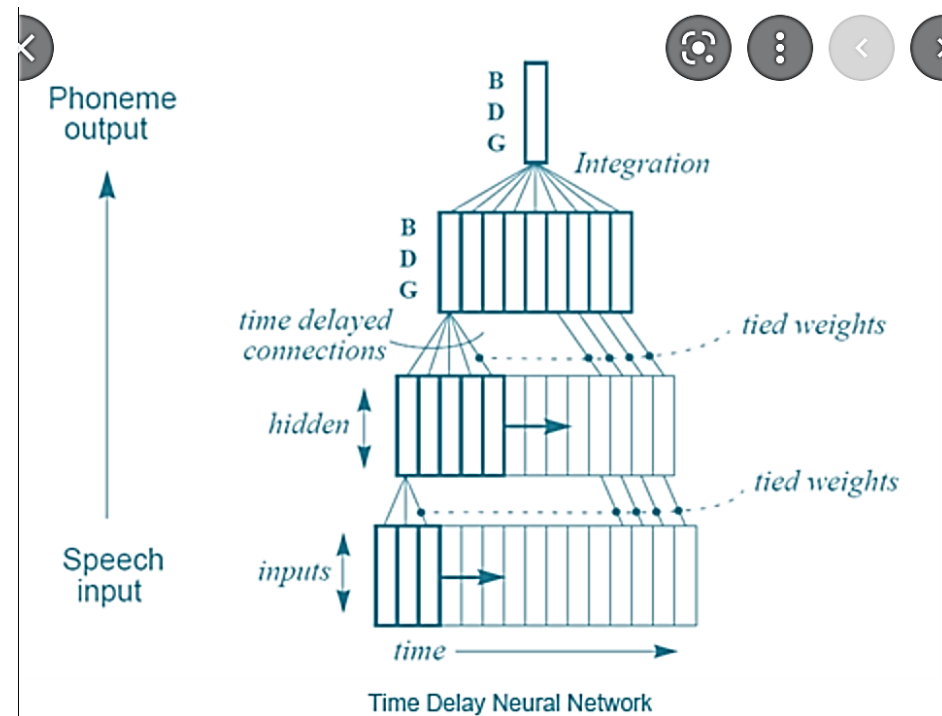 Phoneme
output
B
D
G
Integration
B
D
G
time delayed
connections
tied weights
hidden
tied weights
Speech
input
inputs
time
Time Delay Neural Network